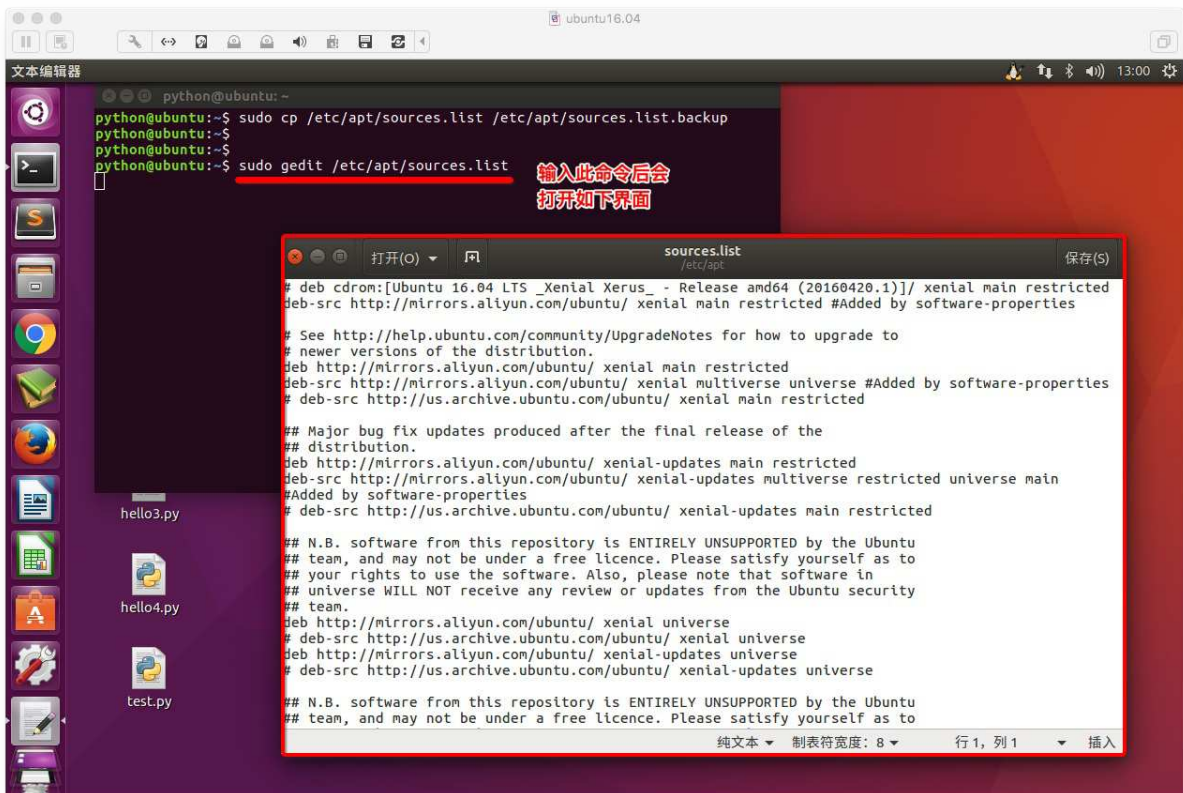 ubuntu16.04
文本编辑器
13:00
python@ubuntu: ~
python@ubuntu:~$ sudo cp /etc/apt/sources.list /etc/apt/sources.list.backup
python@ubuntu:~$
python@ubuntu:~$
python@ubuntu:~$ sudo gedit /etc/apt/sources.list
输入此命令后会
打开如下界面
打开(O)
sources.list
/etc/apt
保存(S)
# deb cdrom:[Ubuntu 16.04 LTS _Xenial Xerus_ - Release amd64 (20160420.1)]/ xenial main restricted
deb-src http://mirrors.aliyun.com/ubuntu/ xenial main restricted #Added by software-properties
# See http://help.ubuntu.com/community/UpgradeNotes for how to upgrade to
# newer versions of the distribution.
deb http://mirrors.aliyun.com/ubuntu/ xenial main restricted
deb-src http://mirrors.aliyun.com/ubuntu/ xenial multiverse universe #Added by software-properties
# deb-src http://us.archive.ubuntu.com/ubuntu/ xenial main restricted
## Major bug fix updates produced after the final release of the
## distribution.
deb http://mirrors.aliyun.com/ubuntu/ xenial-updates main restricted
deb-src http://mirrors.aliyun.com/ubuntu/ xenial-updates multiverse restricted universe main
#Added by software-properties
# deb-src http://us.archive.ubuntu.com/ubuntu/ xenial-updates main restricted
## N.B. software from this repository is ENTIRELY UNSUPPORTED by the Ubuntu
## team, and may not be under a free licence. Please satisfy yourself as to
## your rights to use the software. Also, please note that software in
## universe WILL NOT receive any review or updates from the Ubuntu security
## team.
deb http://mirrors.aliyun.com/ubuntu/ xenial universe
# deb-src http://us.archive.ubuntu.com/ubuntu/ xenial universe
deb http://mirrors.aliyun.com/ubuntu/ xenial-updates universe
# deb-src http://us.archive.ubuntu.com/ubuntu/ xenial-updates universe
## N.B. software from this repository is ENTIRELY UNSUPPORTED by the Ubuntu
## team, and may not be under a free licence. Please satisfy yourself as to
纯文本 制表符宽度：8 行 1，列 1 插入
hello3.py
hello4.py
test.py